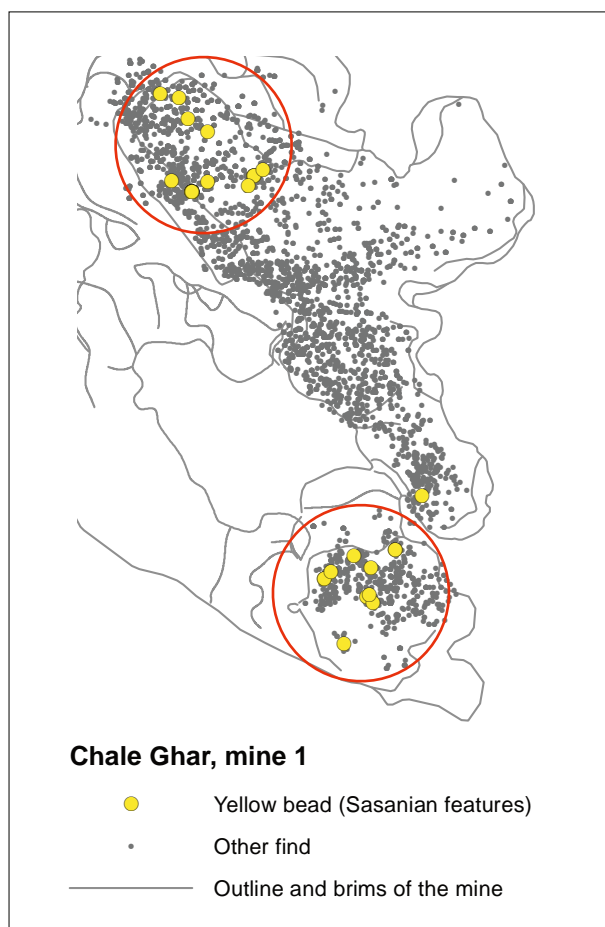 Chale Ghar, mine 1
Yellow bead (Sasanian features)
Other find
Outline and brims of the mine